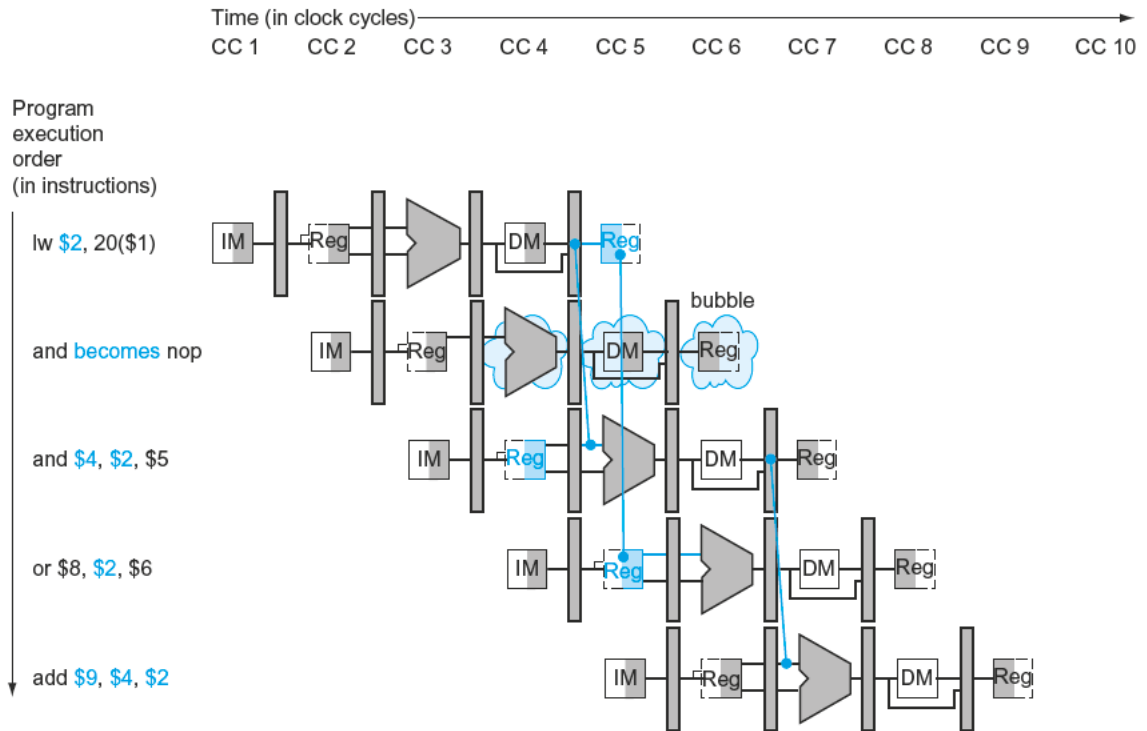 Time (in clock cycles)
CC 1 CC 2 CC 3 CC 4 CC 5 CC 6 CC 7 CC 8 CC 9 CC 10
Program
execution
order
(in instructions)
lw $2, 20($1)
IM Reg DM Reg
bubble
and becomes nop
IM Reg DM Reg
and $4, $2, $5
IM Reg DM Reg
or $8, $2, $6
IM Reg DM Reg
add $9, $4, $2
IM Reg DM Reg